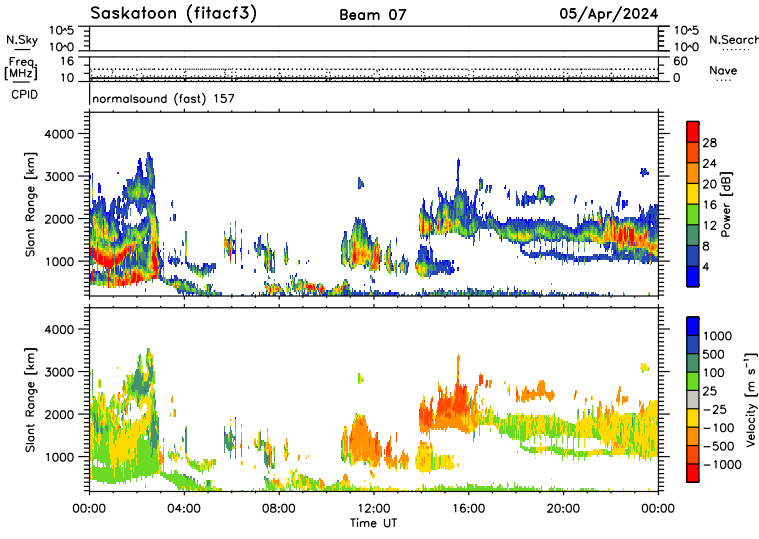 Saskatoon (fitacf3) Beam 07 05/Apr/2024
N.Sky 10^5 10^0 10^5 10^0 N.Search
Freq. [MHz] 16 10 60 0 Nave
CPID normalsound (fast) 157
Slant Range [km] 4000 3000 2000 1000
28 24 20 16 12 8 4 Power [dB]
Slant Range [km] 4000 3000 2000 1000
1000 500 100 25 -25 -100 -500 -1000 Velocity [m s⁻¹]
00:00 04:00 08:00 12:00 16:00 20:00 00:00
Time UT